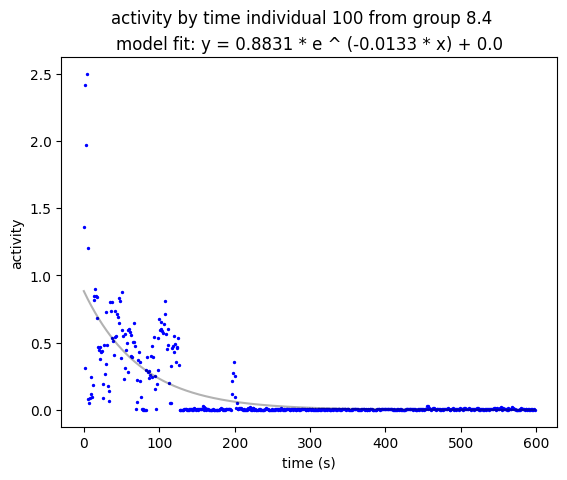 activity by time individual 100 from group 8.4
model fit: y = 0.8831 * e ^ (-0.0133 * x) + 0.0
2.5
2.0
1.5
1.0
0.5
0.0
activity
0 100 200 300 400 500 600
time (s)